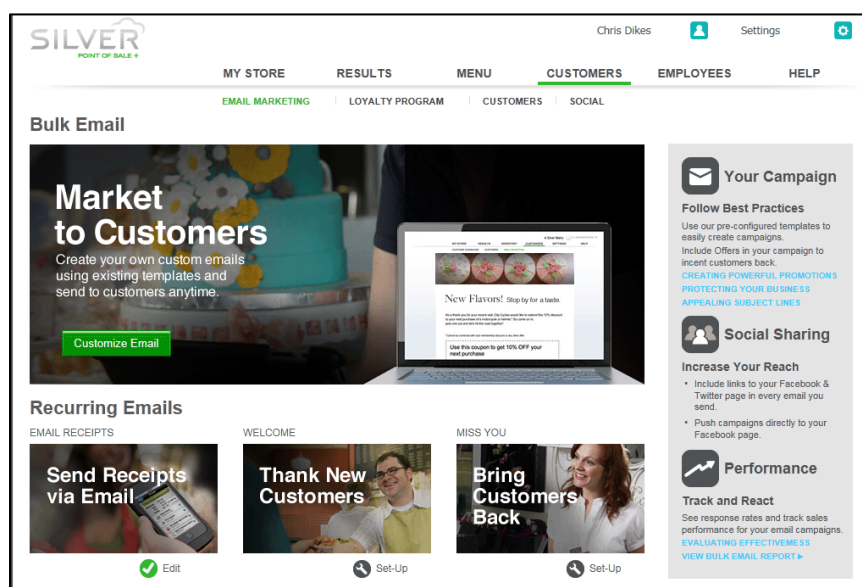 SILVER
POINT OF SALE +
Chris Dikes
Settings
MY STORE RESULTS MENU CUSTOMERS EMPLOYEES HELP
EMAIL MARKETING LOYALTY PROGRAM CUSTOMERS SOCIAL
Bulk Email
Market
to Customers
Create your own custom emails
using existing templates and
send to customers anytime.
Customize Email
MY STORE RESULTS INVENTORY CUSTOMERS SETTINGS HELP
New Flavors! Stop by for a taste.
Use this coupon to get 10% OFF your
next purchase
Recurring Emails
EMAIL RECEIPTS
Send Receipts
via Email
Edit
WELCOME
Thank New
Customers
Set-Up
MISS YOU
Bring
Customers
Back
Set-Up
Your Campaign
Follow Best Practices
Use our pre-configured templates to
easily create campaigns.
Include Offers in your campaign to
incent customers back.
CREATING POWERFUL PROMOTIONS
PROTECTING YOUR BUSINESS
APPEALING SUBJECT LINES
Social Sharing
Increase Your Reach
• Include links to your Facebook &
Twitter page in every email you
send.
• Push campaigns directly to your
Facebook page.
Performance
Track and React
See response rates and track sales
performance for your email campaigns.
EVALUATING EFFECTIVEMESS
VIEW BULK EMAIL REPORT ▸